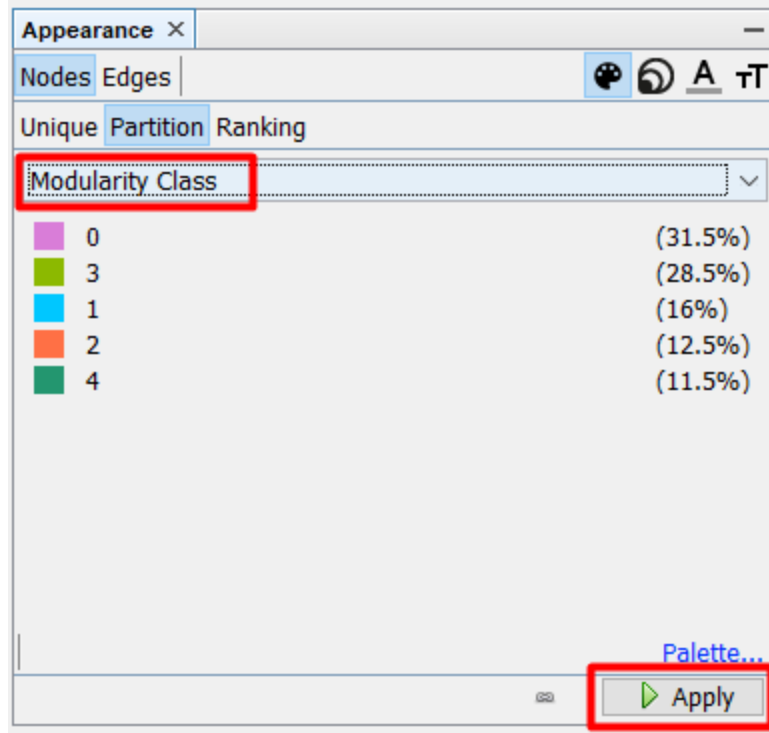 Appearance ×
Nodes Edges A TT
Unique Partition Ranking
Modularity Class
0 (31.5%)
3 (28.5%)
1 (16%)
2 (12.5%)
4 (11.5%)
Palette...
Apply